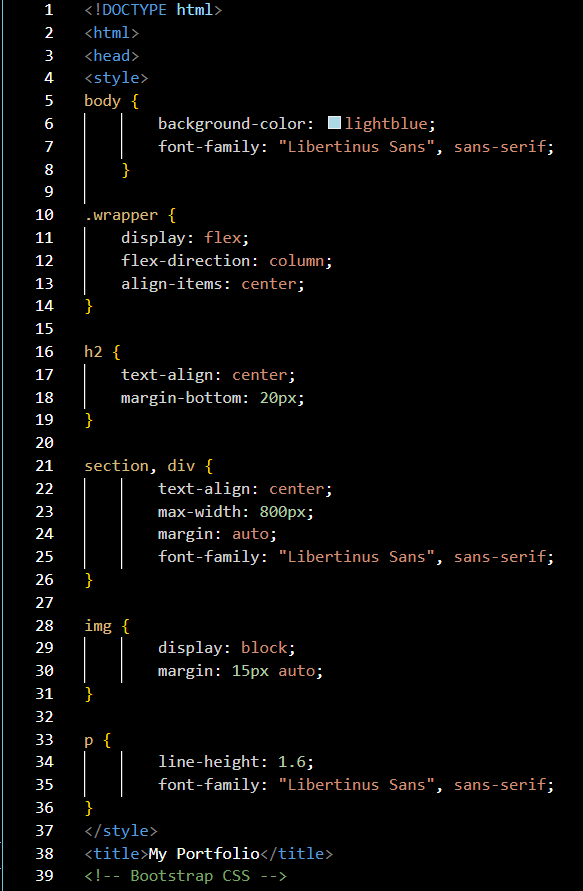 1 <!DOCTYPE html>
2 <html>
3 <head>
4 <style>
5 body {
6         background-color: lightblue;
7         font-family: "Libertinus Sans", sans-serif;
8     }
9
10 .wrapper {
11     display: flex;
12     flex-direction: column;
13     align-items: center;
14 }
15
16 h2 {
17     text-align: center;
18     margin-bottom: 20px;
19 }
20
21 section, div {
22         text-align: center;
23         max-width: 800px;
24         margin: auto;
25         font-family: "Libertinus Sans", sans-serif;
26 }
27
28 img {
29         display: block;
30         margin: 15px auto;
31 }
32
33 p {
34         line-height: 1.6;
35         font-family: "Libertinus Sans", sans-serif;
36 }
37 </style>
38 <title>My Portfolio</title>
39 <!-- Bootstrap CSS -->